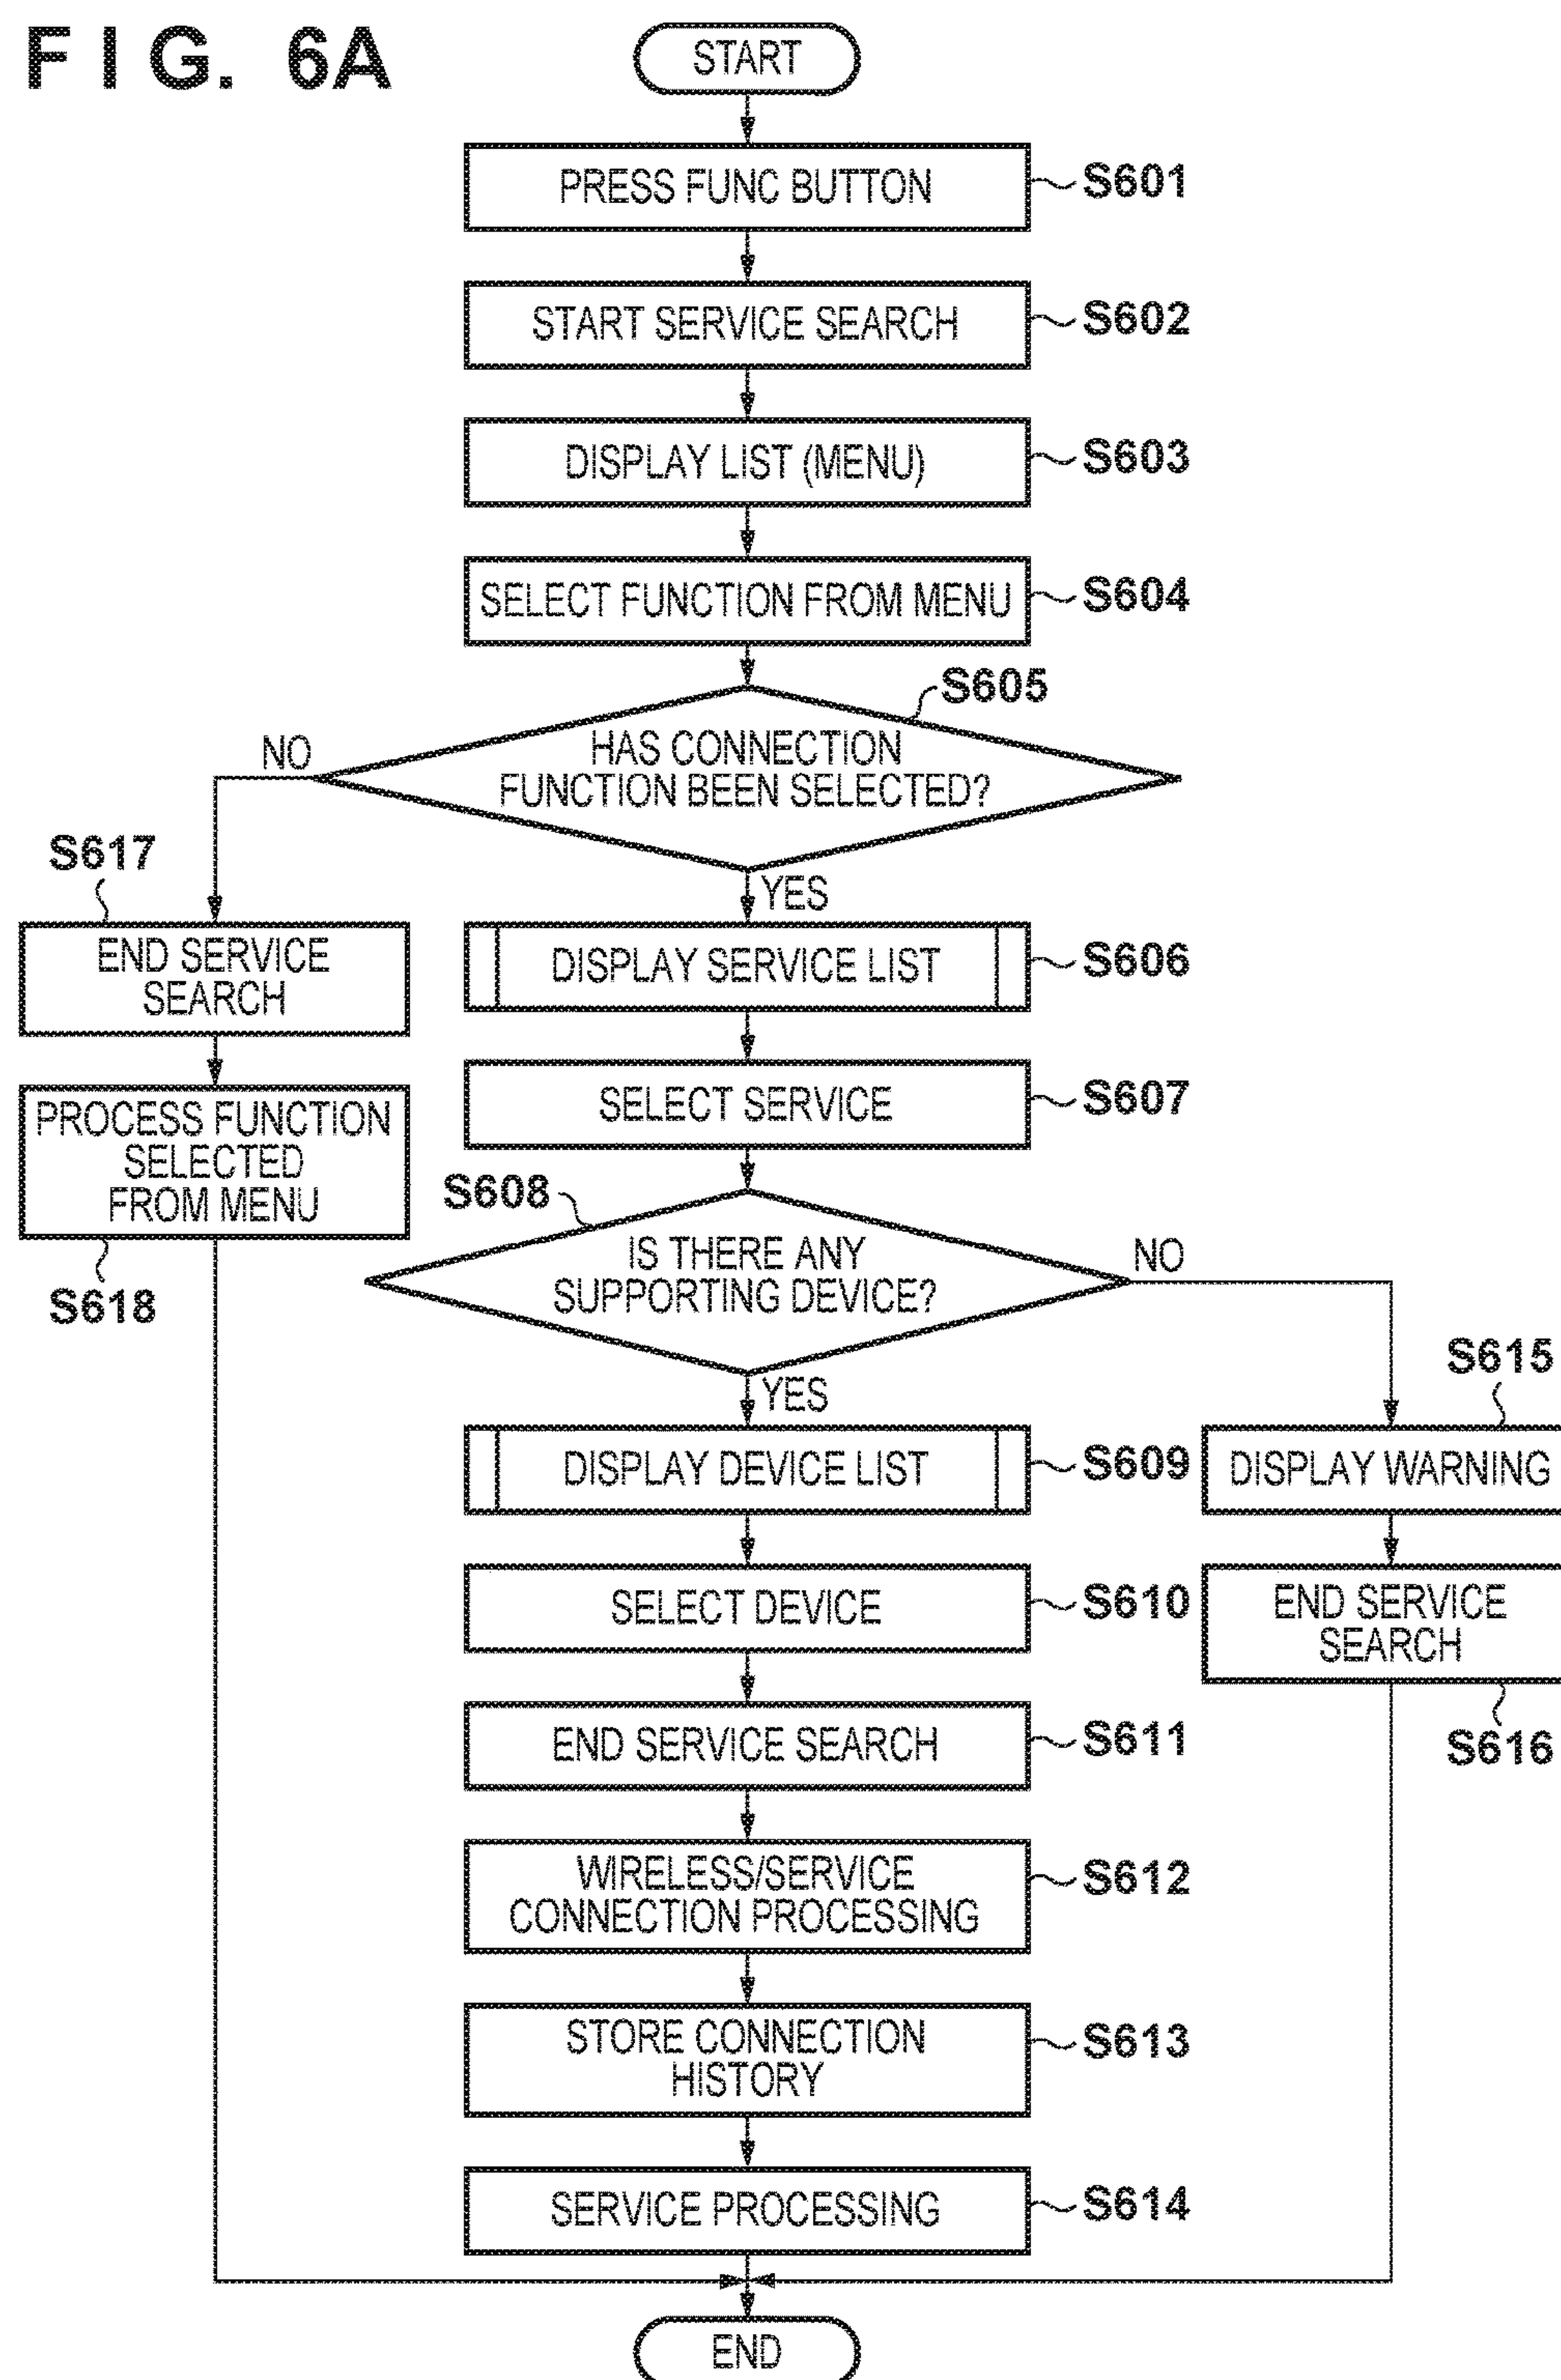 FIG. 6A
START
PRESS FUNC BUTTON
S601
START SERVICE SEARCH
S602
DISPLAY LIST (MENU)
S603
SELECT FUNCTION FROM MENU
S604
S605
HAS CONNECTION
FUNCTION BEEN SELECTED?
NO
YES
S617
END SERVICE
SEARCH
PROCESS FUNCTION
SELECTED
FROM MENU
S618
DISPLAY SERVICE LIST
S606
SELECT SERVICE
S607
S608
IS THERE ANY
SUPPORTING DEVICE?
NO
YES
S615
DISPLAY WARNING
END SERVICE
SEARCH
S616
DISPLAY DEVICE LIST
S609
SELECT DEVICE
S610
END SERVICE SEARCH
S611
WIRELESS/SERVICE
CONNECTION PROCESSING
S612
STORE CONNECTION
HISTORY
S613
SERVICE PROCESSING
S614
END